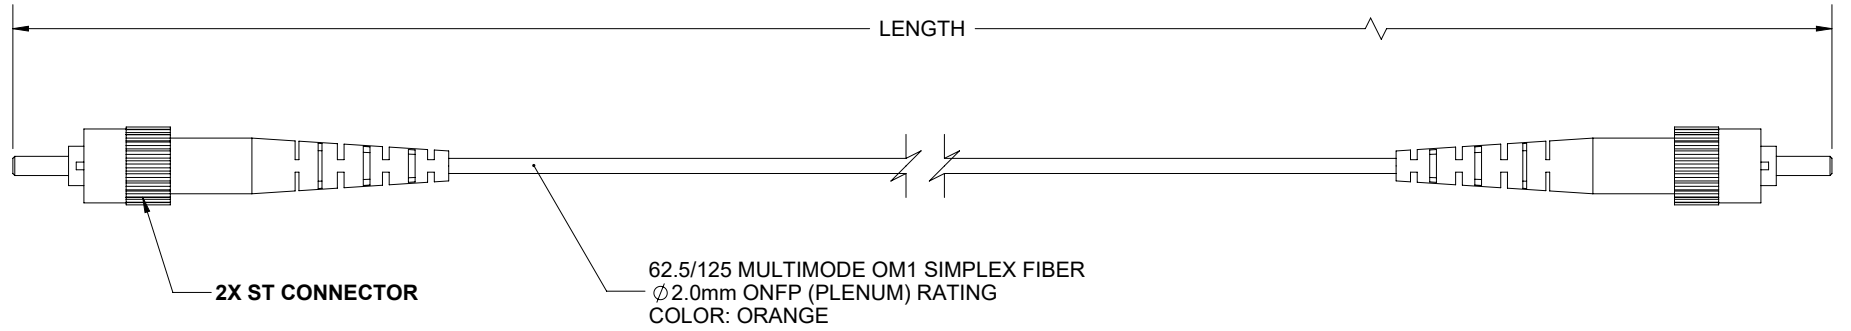 LENGTH
2X ST CONNECTOR
62.5/125 MULTIMODE OM1 SIMPLEX FIBER
∅2.0mm ONFP (PLENUM) RATING
COLOR: ORANGE